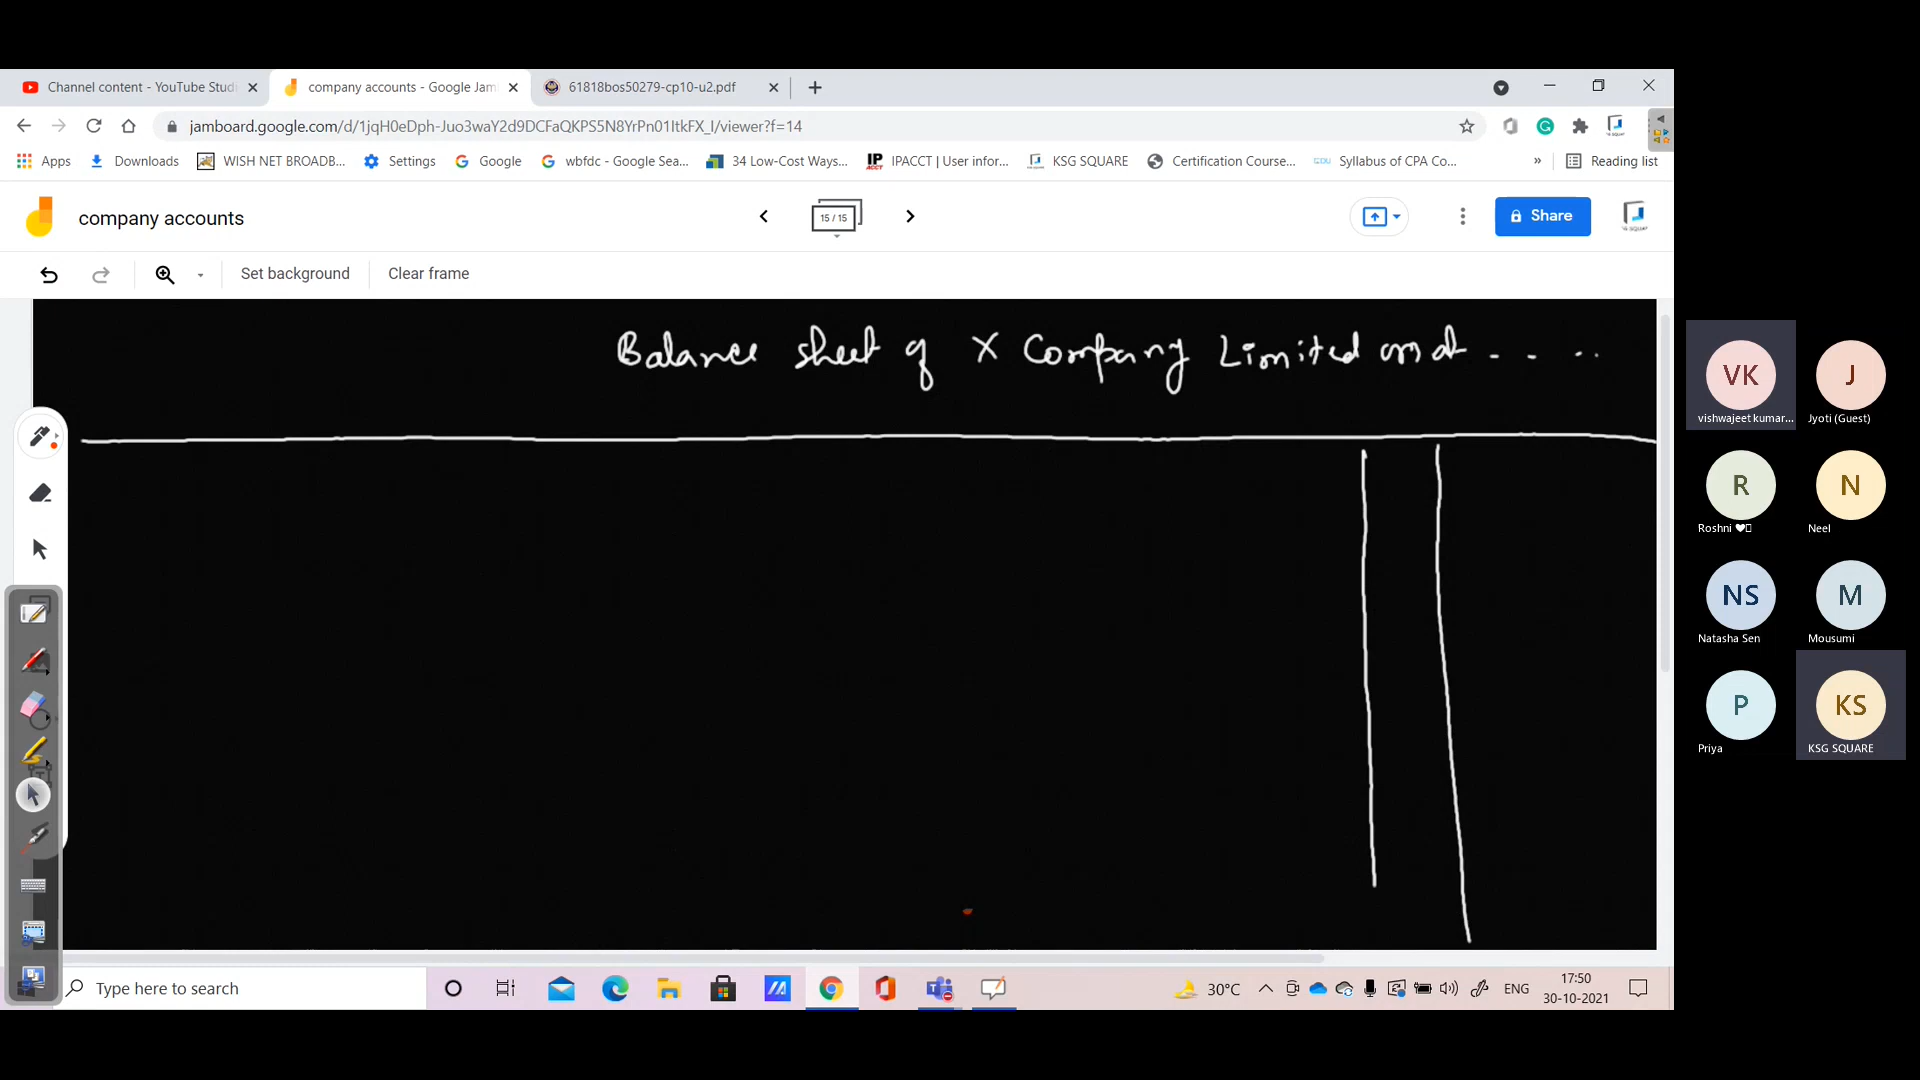 Channel content - YouTube Stud
company accounts - Google Jam
61818bos50279-cp10-u2.pdf
jamboard.google.com/d/1jqH0eDph-Juo3waY2d9DCFaQKPS5N8YrPn01ItkFX_I/viewer?f=14
Apps Downloads WISH NET BROADB... Settings Google wbfdc - Google Sea... 34 Low-Cost Ways... IPACCT | User infor... KSG SQUARE Certification Course... Syllabus of CPA Co... » Reading list
company accounts
15 / 15
Share
Set background Clear frame
Balance sheet of X Company Limited as at - - - -
VK J
vishwajeet kumar... Jyoti (Guest)
R N
Roshni ❤ Neel
NS M
Natasha Sen Mousumi
P KS
Priya KSG SQUARE
Type here to search
30°C
ENG
17:50
30-10-2021